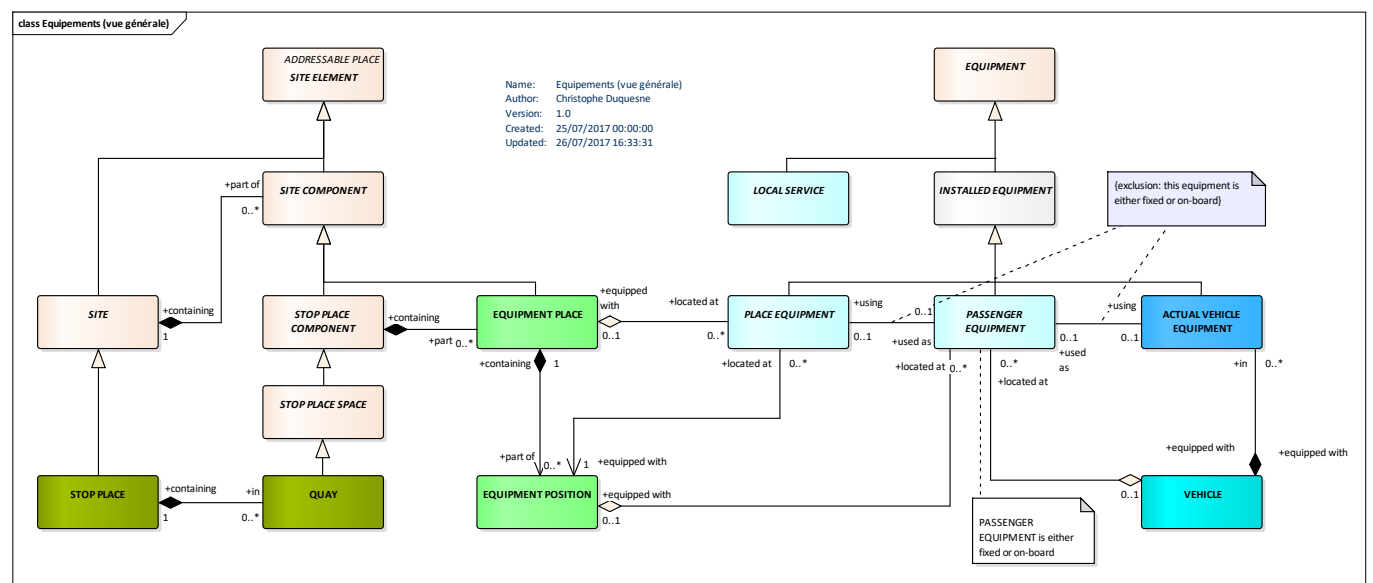 class Equipements (vue générale)
ADDRESSABLE PLACE
SITE ELEMENT
EQUIPMENT
Name: Equipements (vue générale)
Author: Christophe Duquesne
Version: 1.0
Created: 25/07/2017 00:00:00
Updated: 26/07/2017 16:33:31
+part of
0..*
SITE COMPONENT
LOCAL SERVICE
INSTALLED EQUIPMENT
{exclusion: this equipment is
either fixed or on-board}
SITE
+containing
1
STOP PLACE
COMPONENT
+containing
+part
0..*
EQUIPMENT PLACE
+equipped
with
0..1
+located at
0..*
PLACE EQUIPMENT
+using
0..1
0..1
+used as
PASSENGER
EQUIPMENT
0..1
+used
as
+using
0..1
ACTUAL VEHICLE
EQUIPMENT
+containing
1
+located at
0..*
+located at
0..*
0..*
+located at
+in
0..*
STOP PLACE SPACE
+part of
0..*
1
+equipped with
+equipped with
+equipped with
STOP PLACE
+containing
1
+in
0..*
QUAY
EQUIPMENT POSITION
+equipped with
0..1
0..1
VEHICLE
PASSENGER
EQUIPMENT is either
fixed or on-board